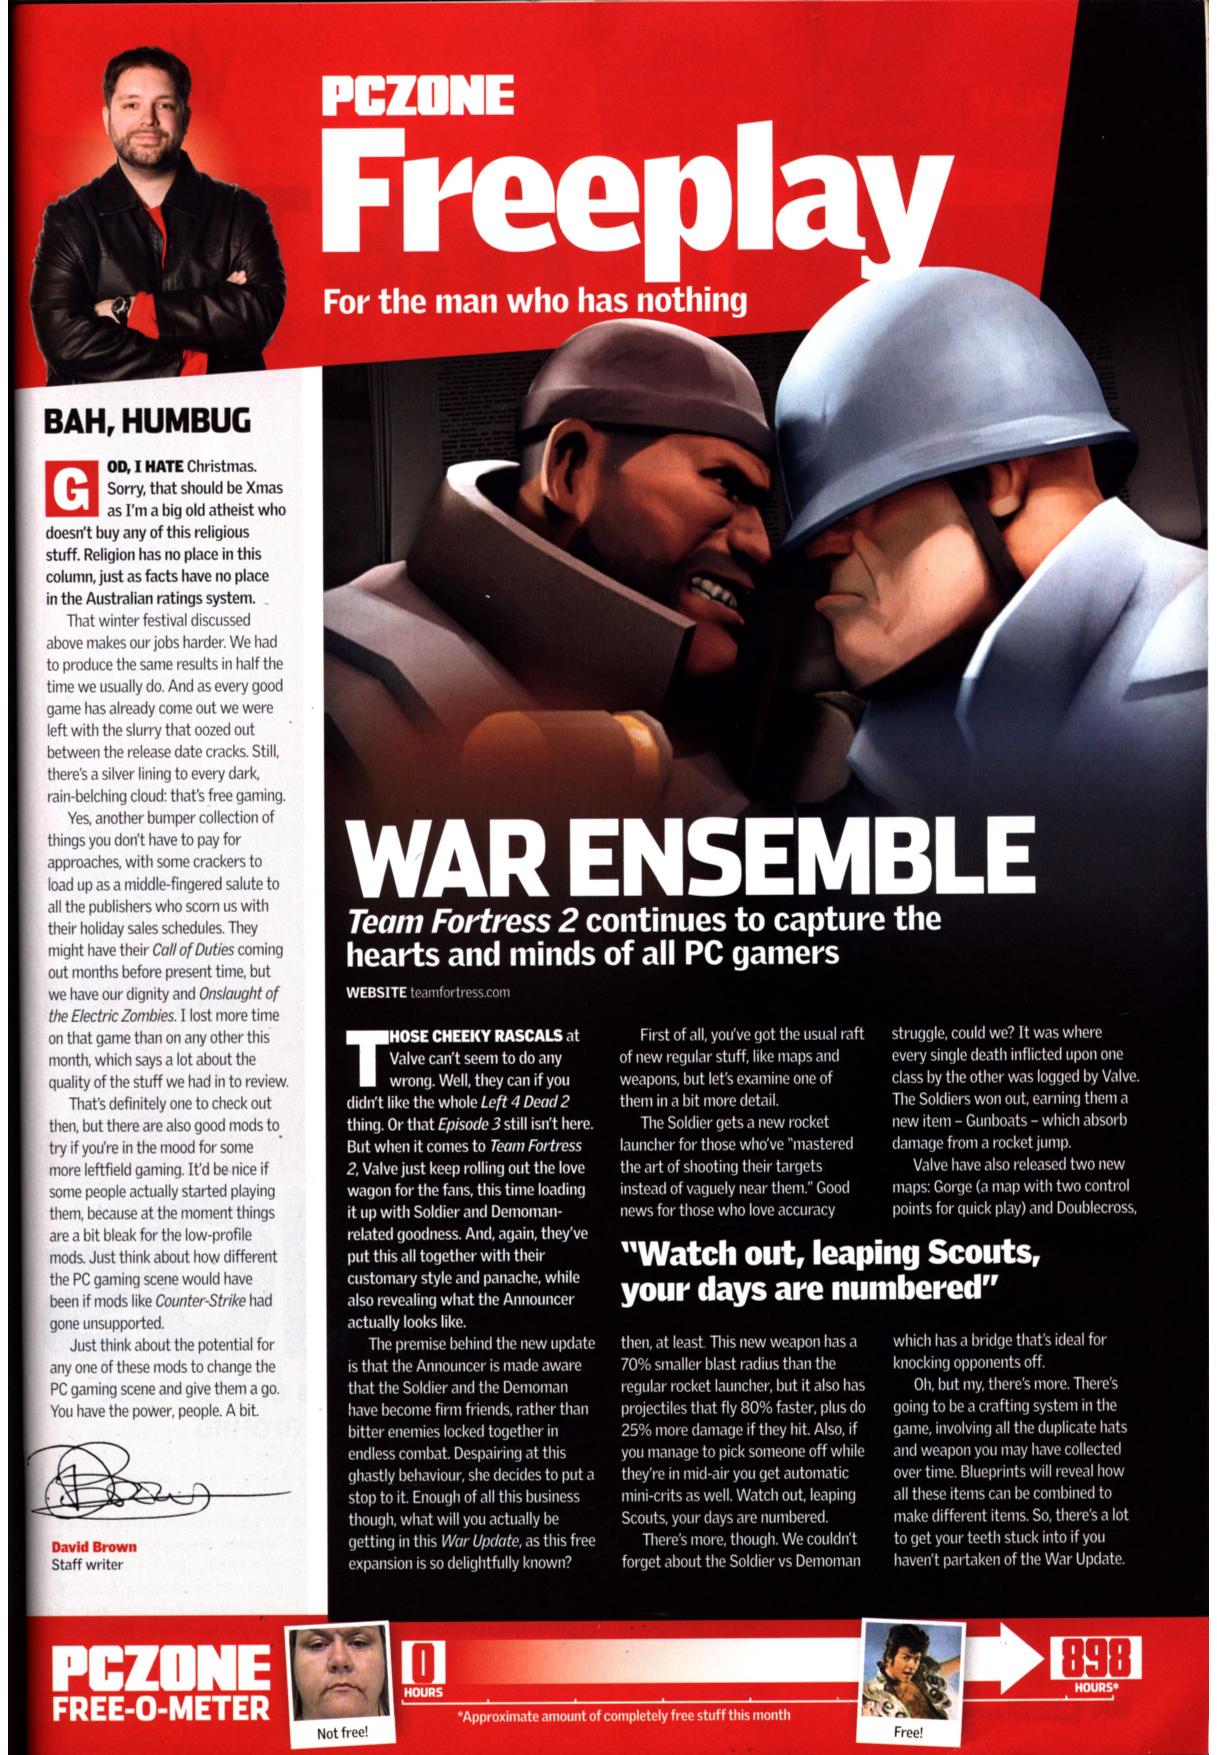 PCZONE
Freeplay
For the man who has nothing
BAH, HUMBUG
GOD, I HATE Christmas.
Sorry, that should be Xmas
as I'm a big old atheist who
doesn't buy any of this religious
stuff. Religion has no place in this
column, just as facts have no place
in the Australian ratings system.
That winter festival discussed
above makes our jobs harder. We had
to produce the same results in half the
time we usually do. And as every good
game has already come out we were
left with the slurry that oozed out
between the release date cracks. Still,
there's a silver lining to every dark,
rain-belching cloud: that's free gaming.
Yes, another bumper collection of
things you don't have to pay for
approaches, with some crackers to
load up as a middle-fingered salute to
all the publishers who scorn us with
their holiday sales schedules. They
might have their Call of Duties coming
out months before present time, but
we have our dignity and Onslaught of
the Electric Zombies. I lost more time
on that game than on any other this
month, which says a lot about the
quality of the stuff we had in to review.
That's definitely one to check out
then, but there are also good mods to
try if you're in the mood for some
more leftfield gaming. It'd be nice if
some people actually started playing
them, because at the moment things
are a bit bleak for the low-profile
mods. Just think about how different
the PC gaming scene would have
been if mods like Counter-Strike had
gone unsupported.
Just think about the potential for
any one of these mods to change the
PC gaming scene and give them a go.
You have the power, people. A bit.
David Brown
Staff writer
WAR ENSEMBLE
Team Fortress 2 continues to capture the
hearts and minds of all PC gamers
WEBSITE teamfortress.com
THOSE CHEEKY RASCALS at
Valve can't seem to do any
wrong. Well, they can if you
didn't like the whole Left 4 Dead 2
thing. Or that Episode 3 still isn't here.
But when it comes to Team Fortress
2, Valve just keep rolling out the love
wagon for the fans, this time loading
it up with Soldier and Demoman-
related goodness. And, again, they've
put this all together with their
customary style and panache, while
also revealing what the Announcer
actually looks like.
The premise behind the new update
is that the Announcer is made aware
that the Soldier and the Demoman
have become firm friends, rather than
bitter enemies locked together in
endless combat. Despairing at this
ghastly behaviour, she decides to put a
stop to it. Enough of all this business
though, what will you actually be
getting in this War Update, as this free
expansion is so delightfully known?
First of all, you've got the usual raft
of new regular stuff, like maps and
weapons, but let's examine one of
them in a bit more detail.
The Soldier gets a new rocket
launcher for those who've "mastered
the art of shooting their targets
instead of vaguely near them." Good
news for those who love accuracy
"Watch out, leaping Scouts,
your days are numbered"
then, at least. This new weapon has a
70% smaller blast radius than the
regular rocket launcher, but it also has
projectiles that fly 80% faster, plus do
25% more damage if they hit. Also, if
you manage to pick someone off while
they're in mid-air you get automatic
mini-crits as well. Watch out, leaping
Scouts, your days are numbered.
There's more, though. We couldn't
forget about the Soldier vs Demoman
struggle, could we? It was where
every single death inflicted upon one
class by the other was logged by Valve.
The Soldiers won out, earning them a
new item – Gunboats – which absorb
damage from a rocket jump.
Valve have also released two new
maps: Gorge (a map with two control
points for quick play) and Doublecross,
which has a bridge that's ideal for
knocking opponents off.
Oh, but my, there's more. There's
going to be a crafting system in the
game, involving all the duplicate hats
and weapon you may have collected
over time. Blueprints will reveal how
all these items can be combined to
make different items. So, there's a lot
to get your teeth stuck into if you
haven't partaken of the War Update.
PCZONE
FREE-O-METER
Not free!
0
HOURS
*Approximate amount of completely free stuff this month
Free!
898
HOURS*